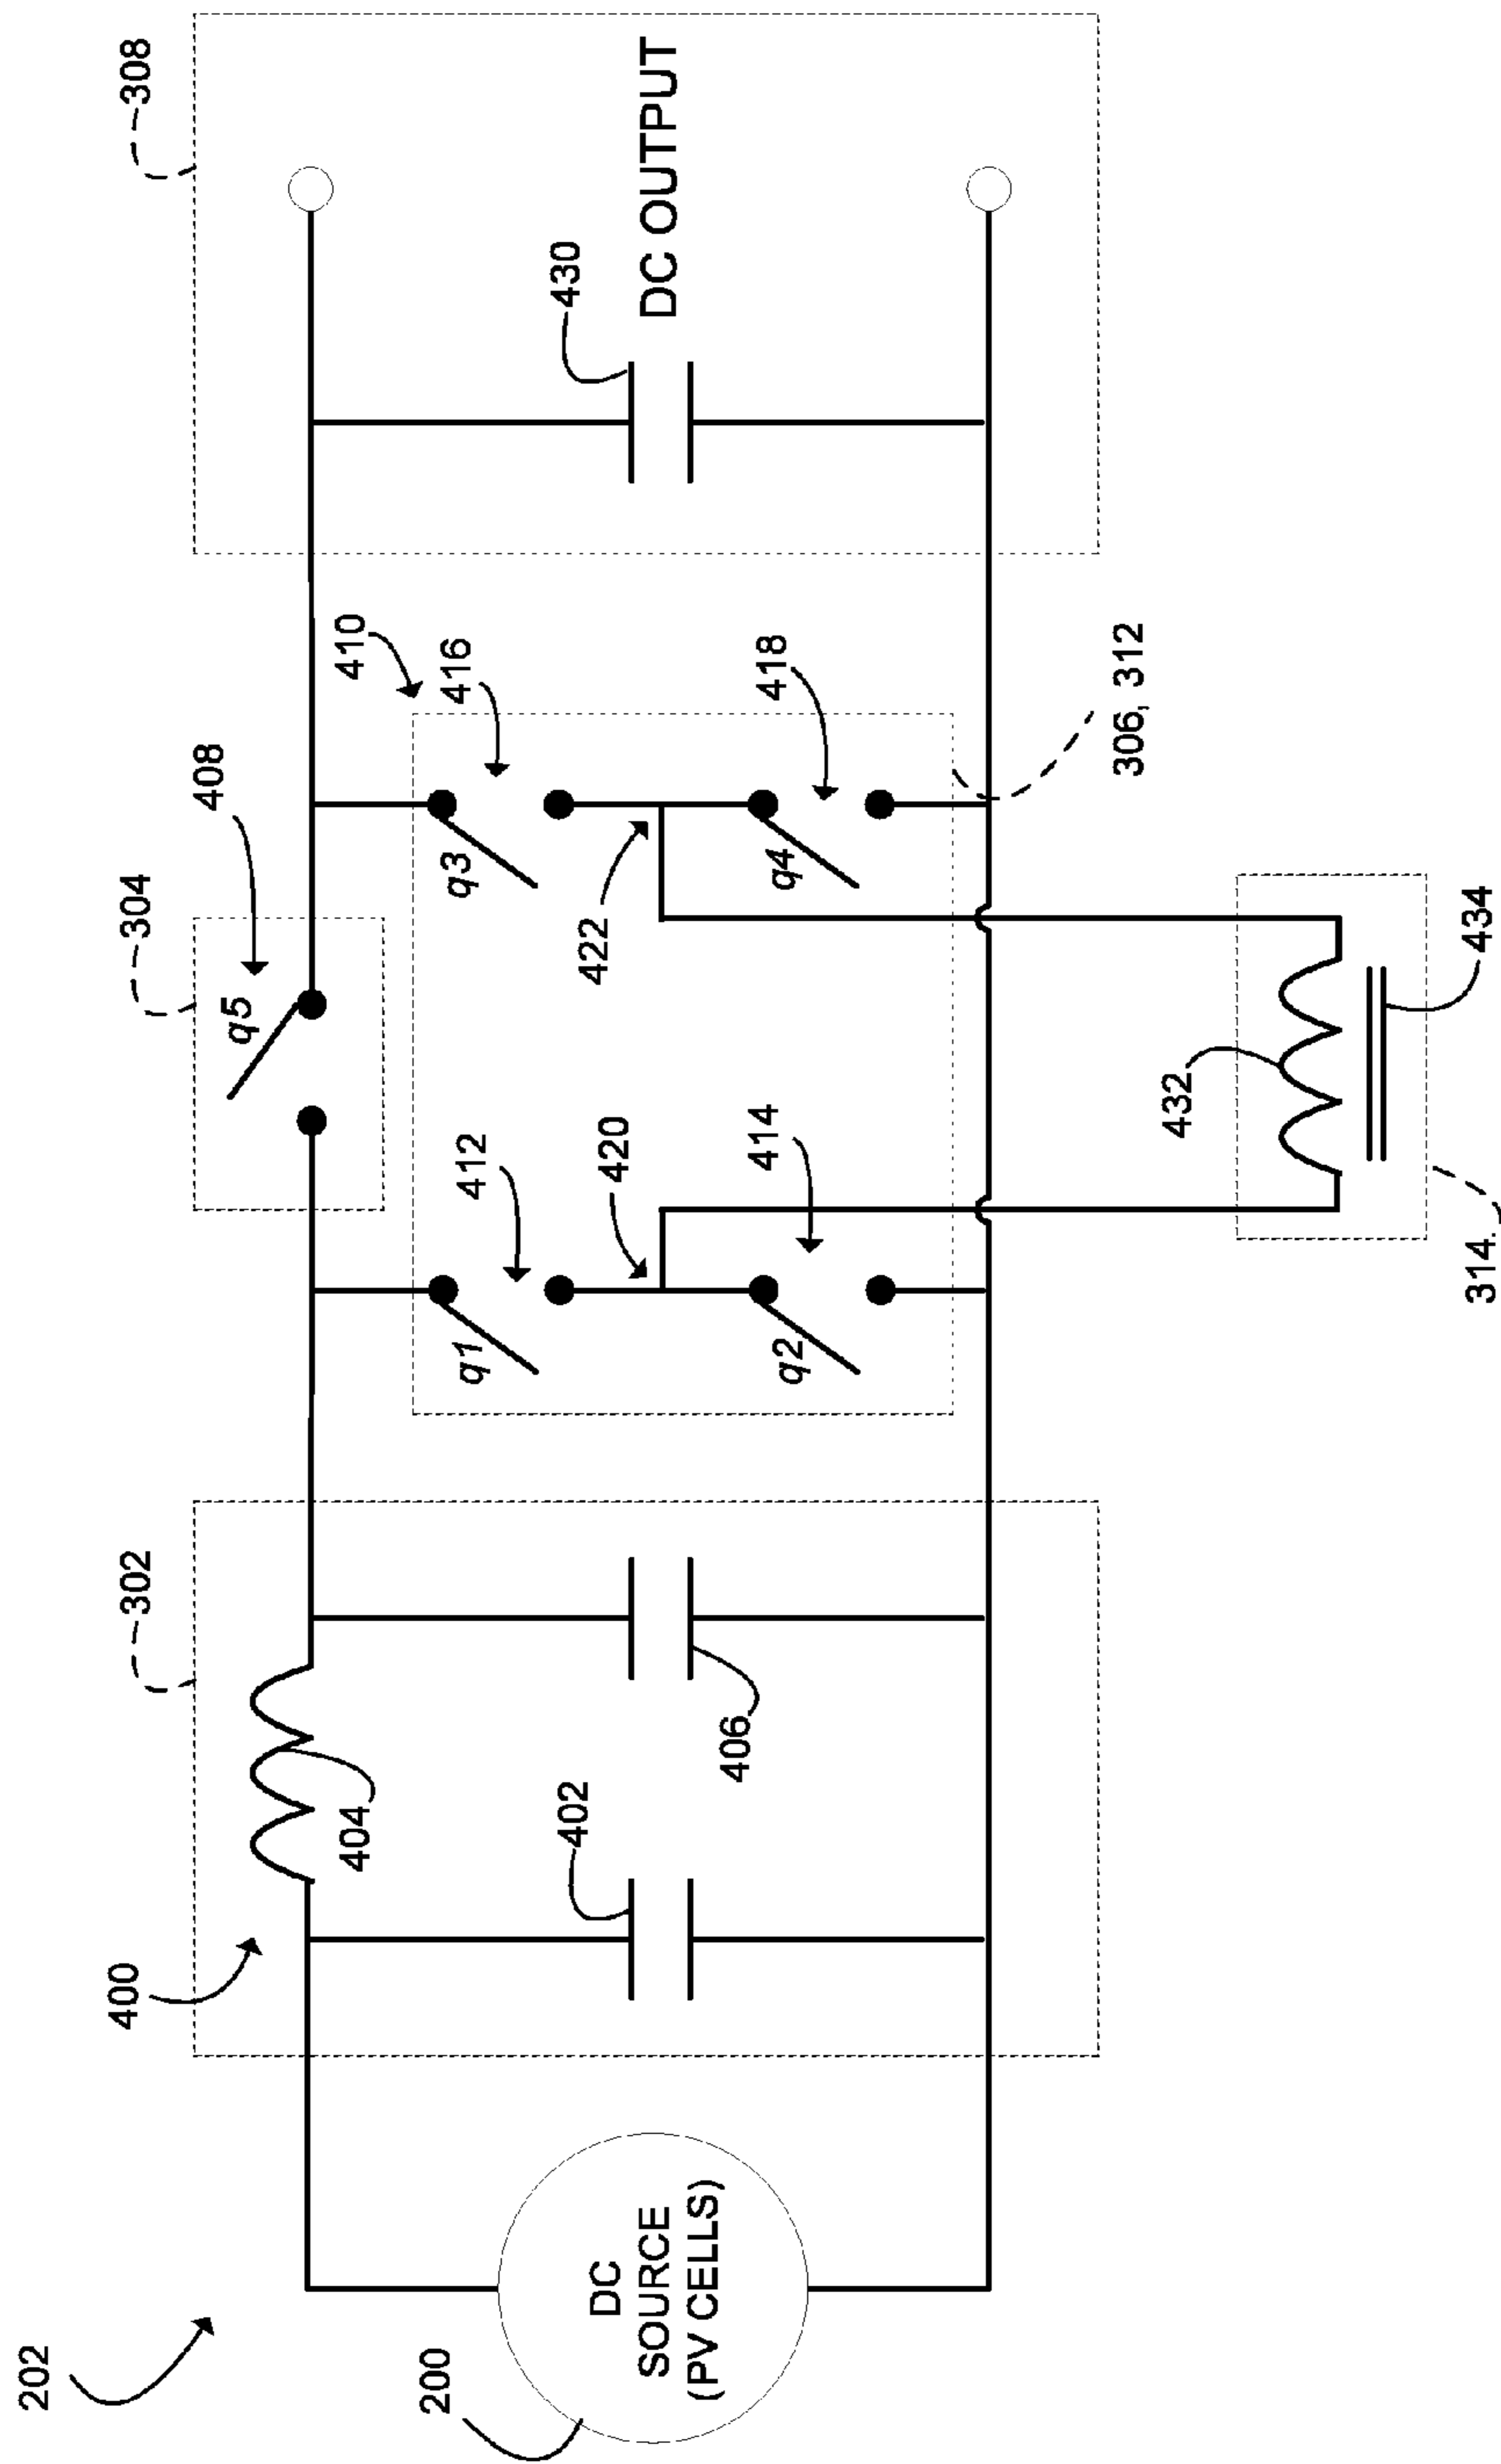 202
200
DC
SOURCE
(PV CELLS)
400
302
404
402
406
304
408
q5
410
q1
412
420
q2
414
q3
416
422
q4
418
306, 312
432
434
314.
308
430
DC OUTPUT